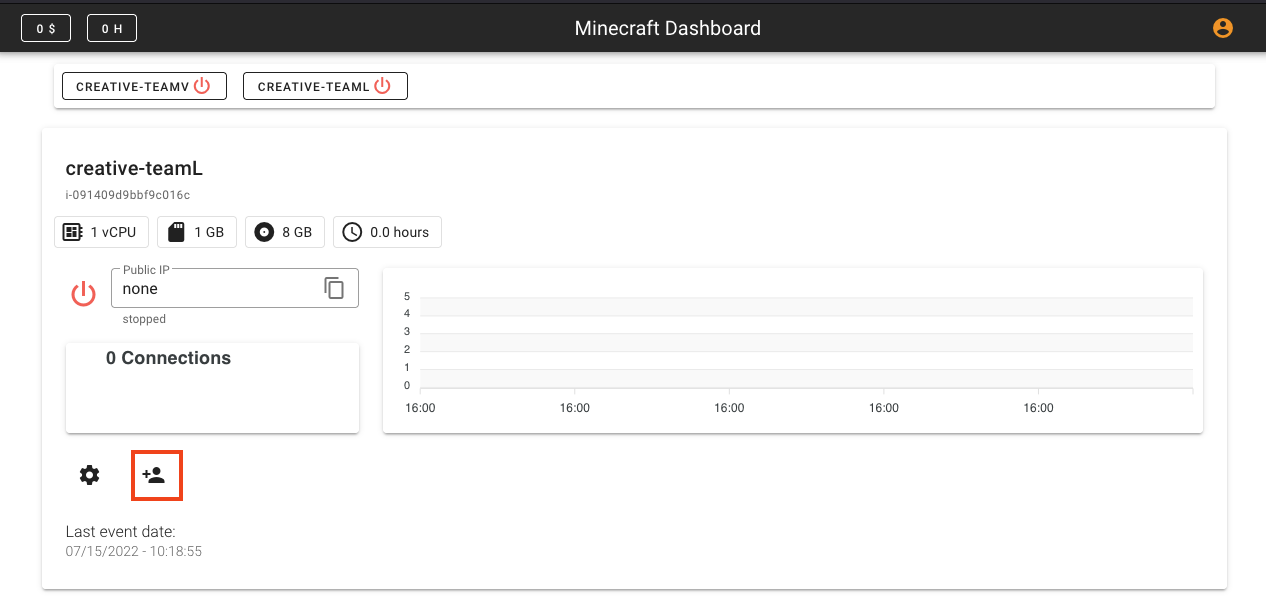 0 $ 0 H Minecraft Dashboard
CREATIVE-TEAMV CREATIVE-TEAML
creative-teamL
i-091409d9bbf9c016c
1 vCPU 1 GB 8 GB 0.0 hours
Public IP
none
stopped
0 Connections
5
4
3
2
1
0
16:00 16:00 16:00 16:00 16:00
Last event date:
07/15/2022 - 10:18:55